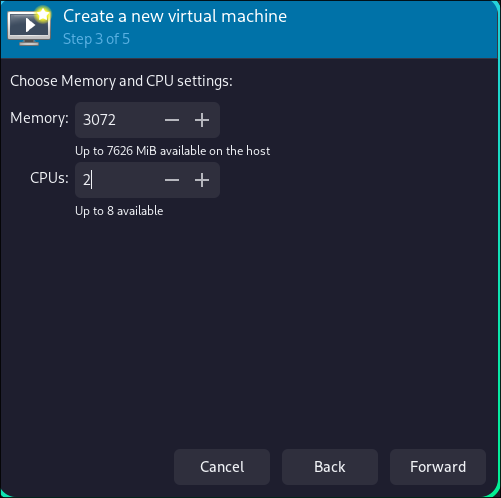 Create a new virtual machine
Step 3 of 5
Choose Memory and CPU settings:
Memory: 3072 — +
Up to 7626 MiB available on the host
CPUs: 2 — +
Up to 8 available
Cancel Back Forward